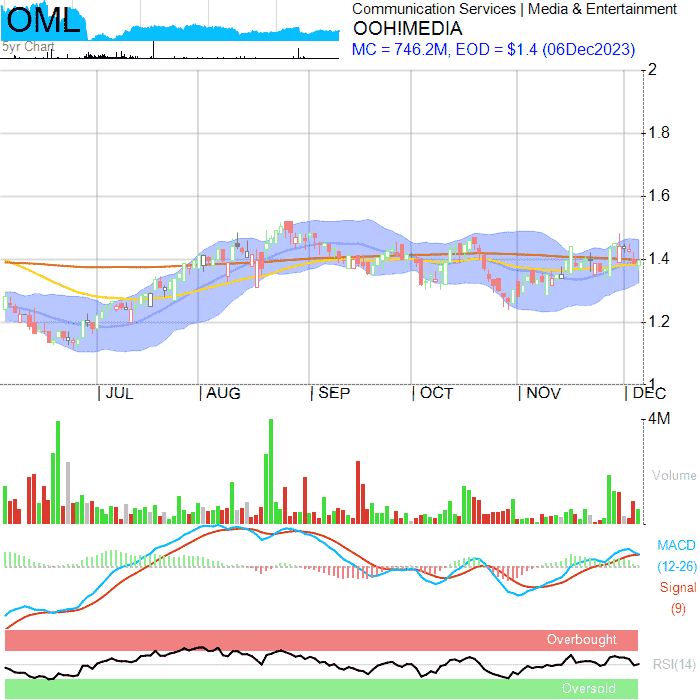 OML
5yr Chart
Communication Services | Media & Entertainment
OOH!MEDIA
MC = 746.2M, EOD = $1.4 (06Dec2023)
2
1.8
1.6
1.4
1.2
1
JUL
AUG
SEP
OCT
NOV
DEC
4M
Volume
MACD
(12-26)
Signal
(9)
Overbought
RSI(14)
Oversold